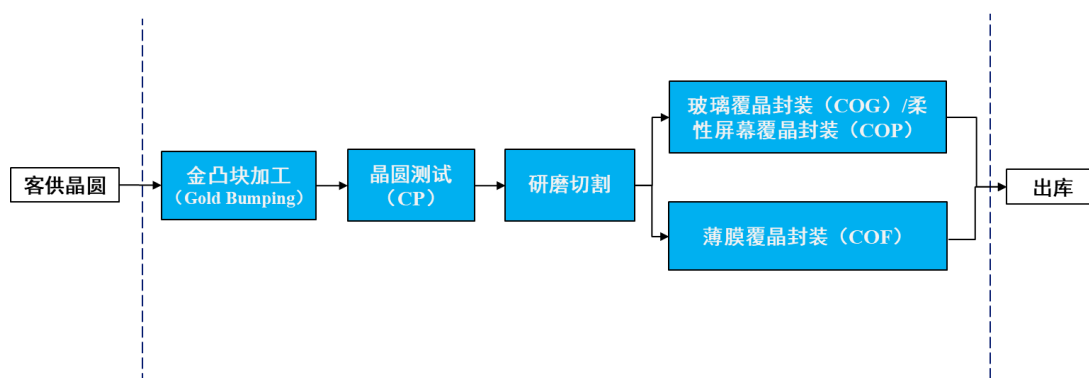 客供晶圆
金凸块加工
（Gold Bumping）
晶圆测试
（CP）
研磨切割
玻璃覆晶封装（COG）/柔
性屏幕覆晶封装（COP）
薄膜覆晶封装（COF）
出库